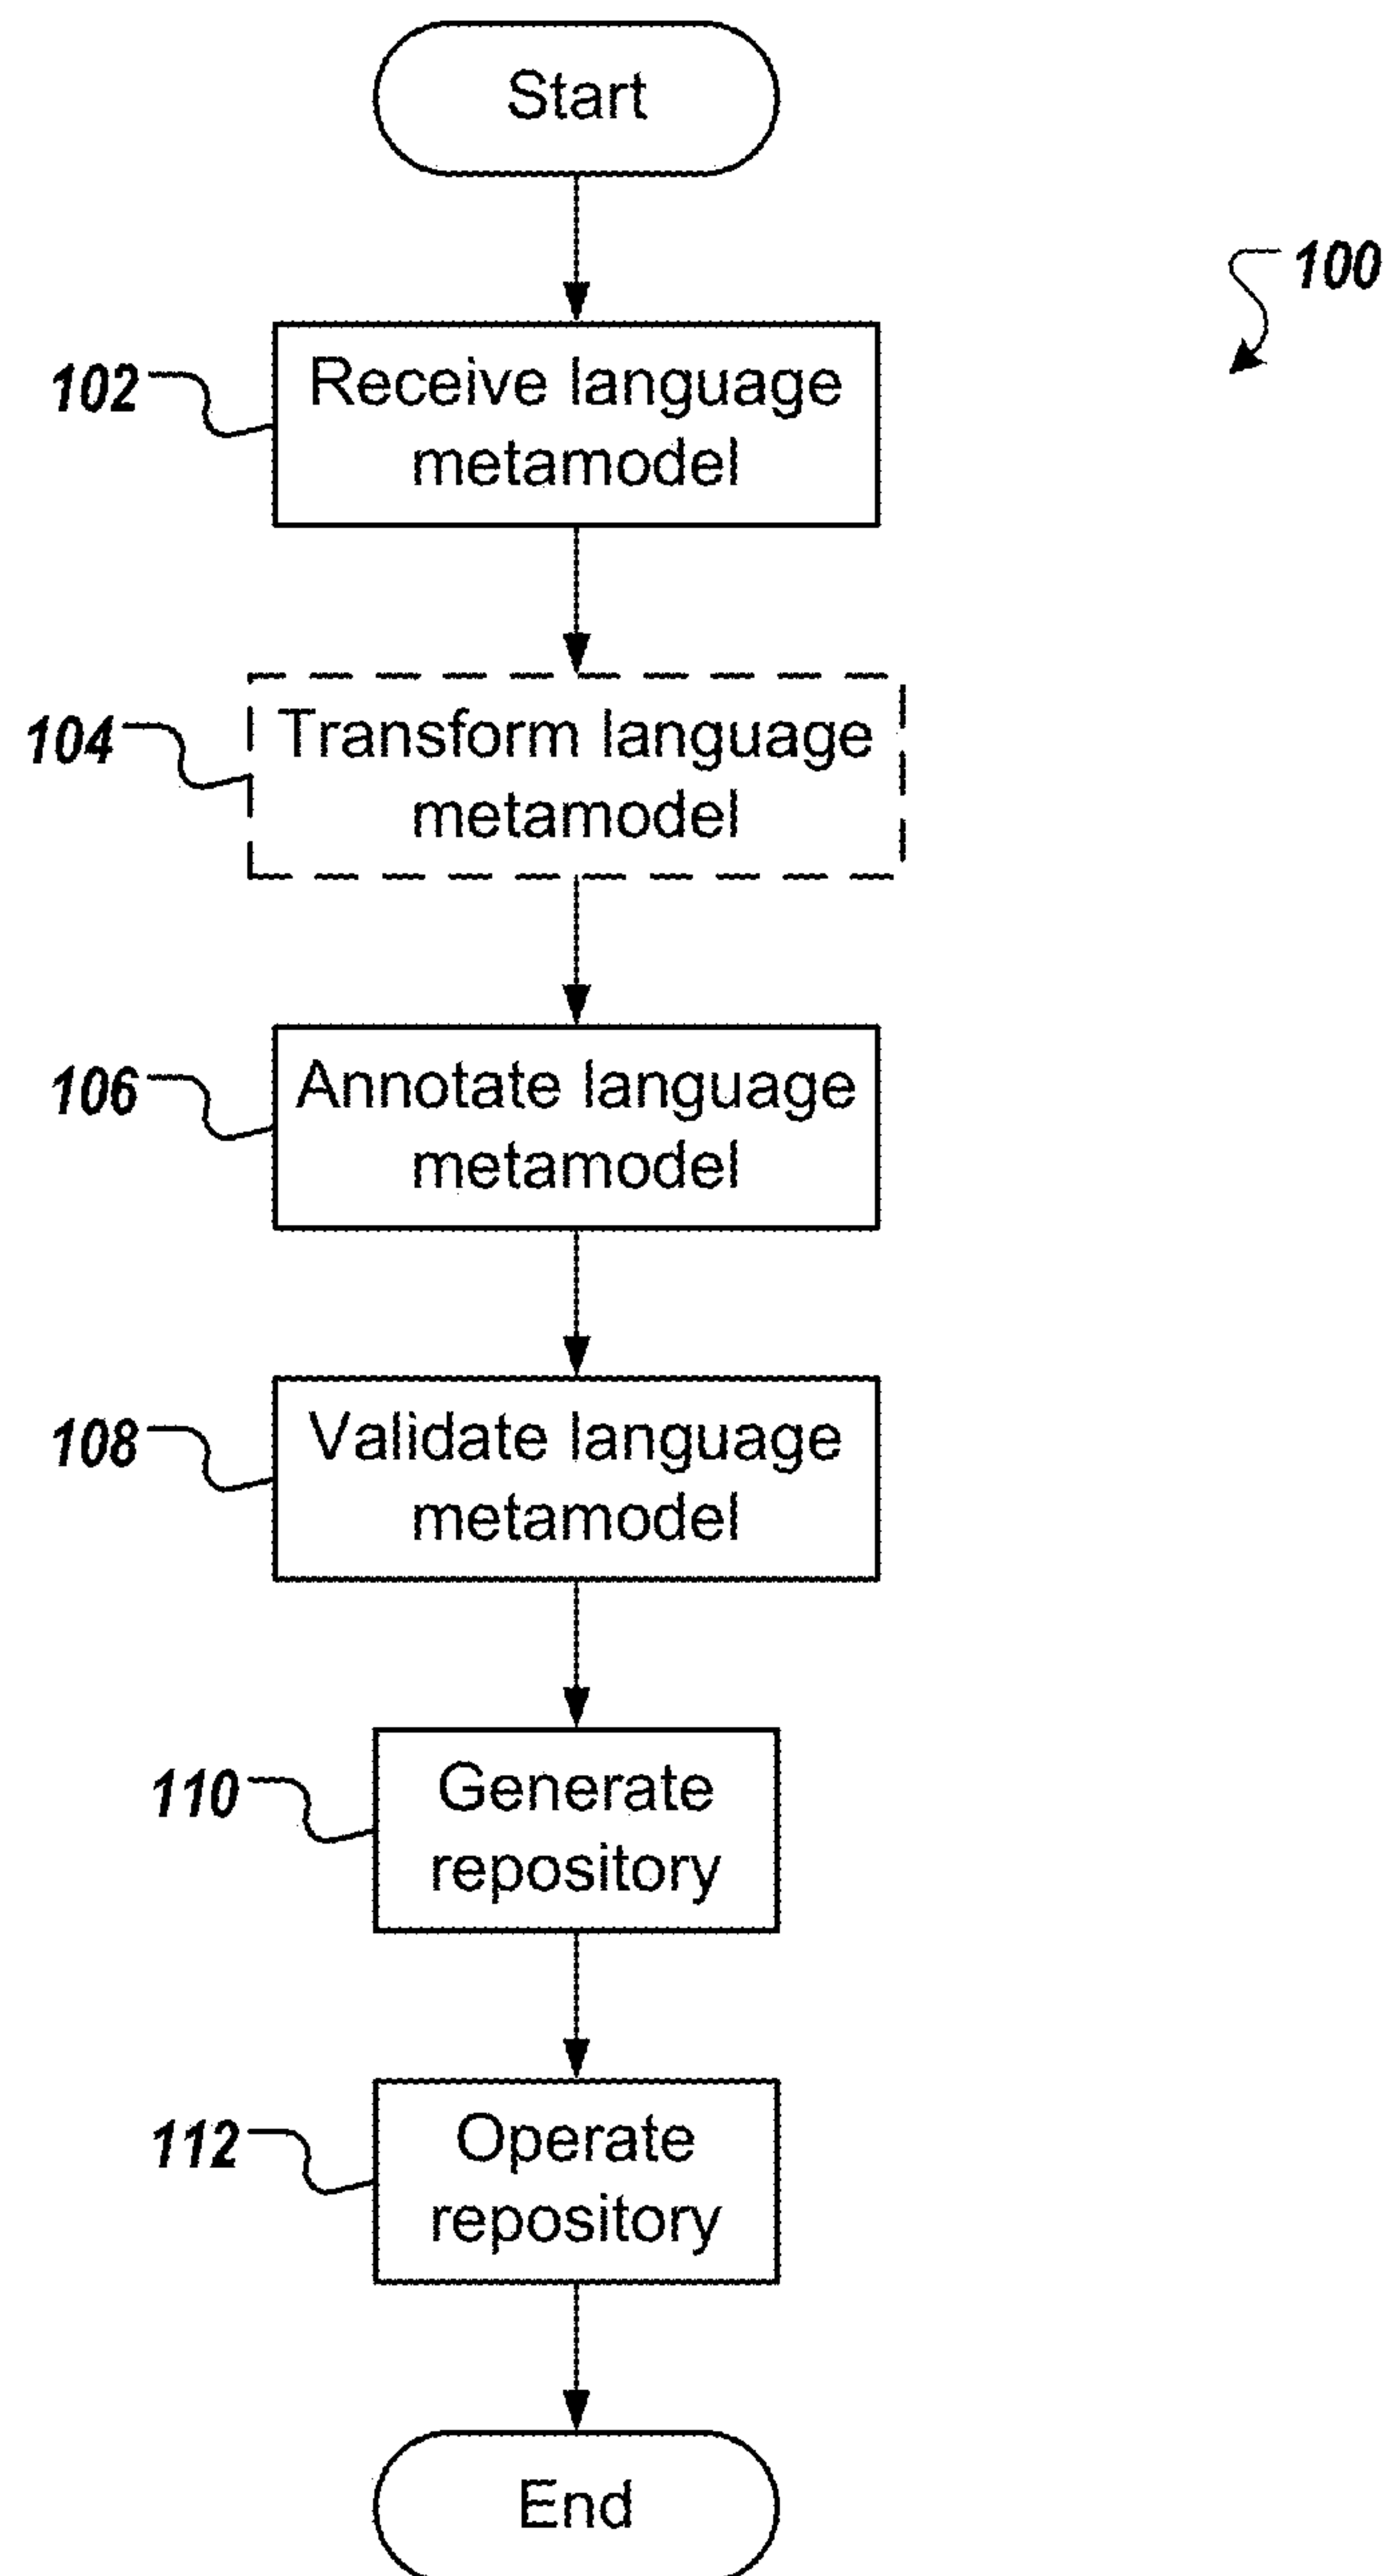 Start
100
102
Receive language
metamodel
104
Transform language
metamodel
106
Annotate language
metamodel
108
Validate language
metamodel
110
Generate
repository
112
Operate
repository
End